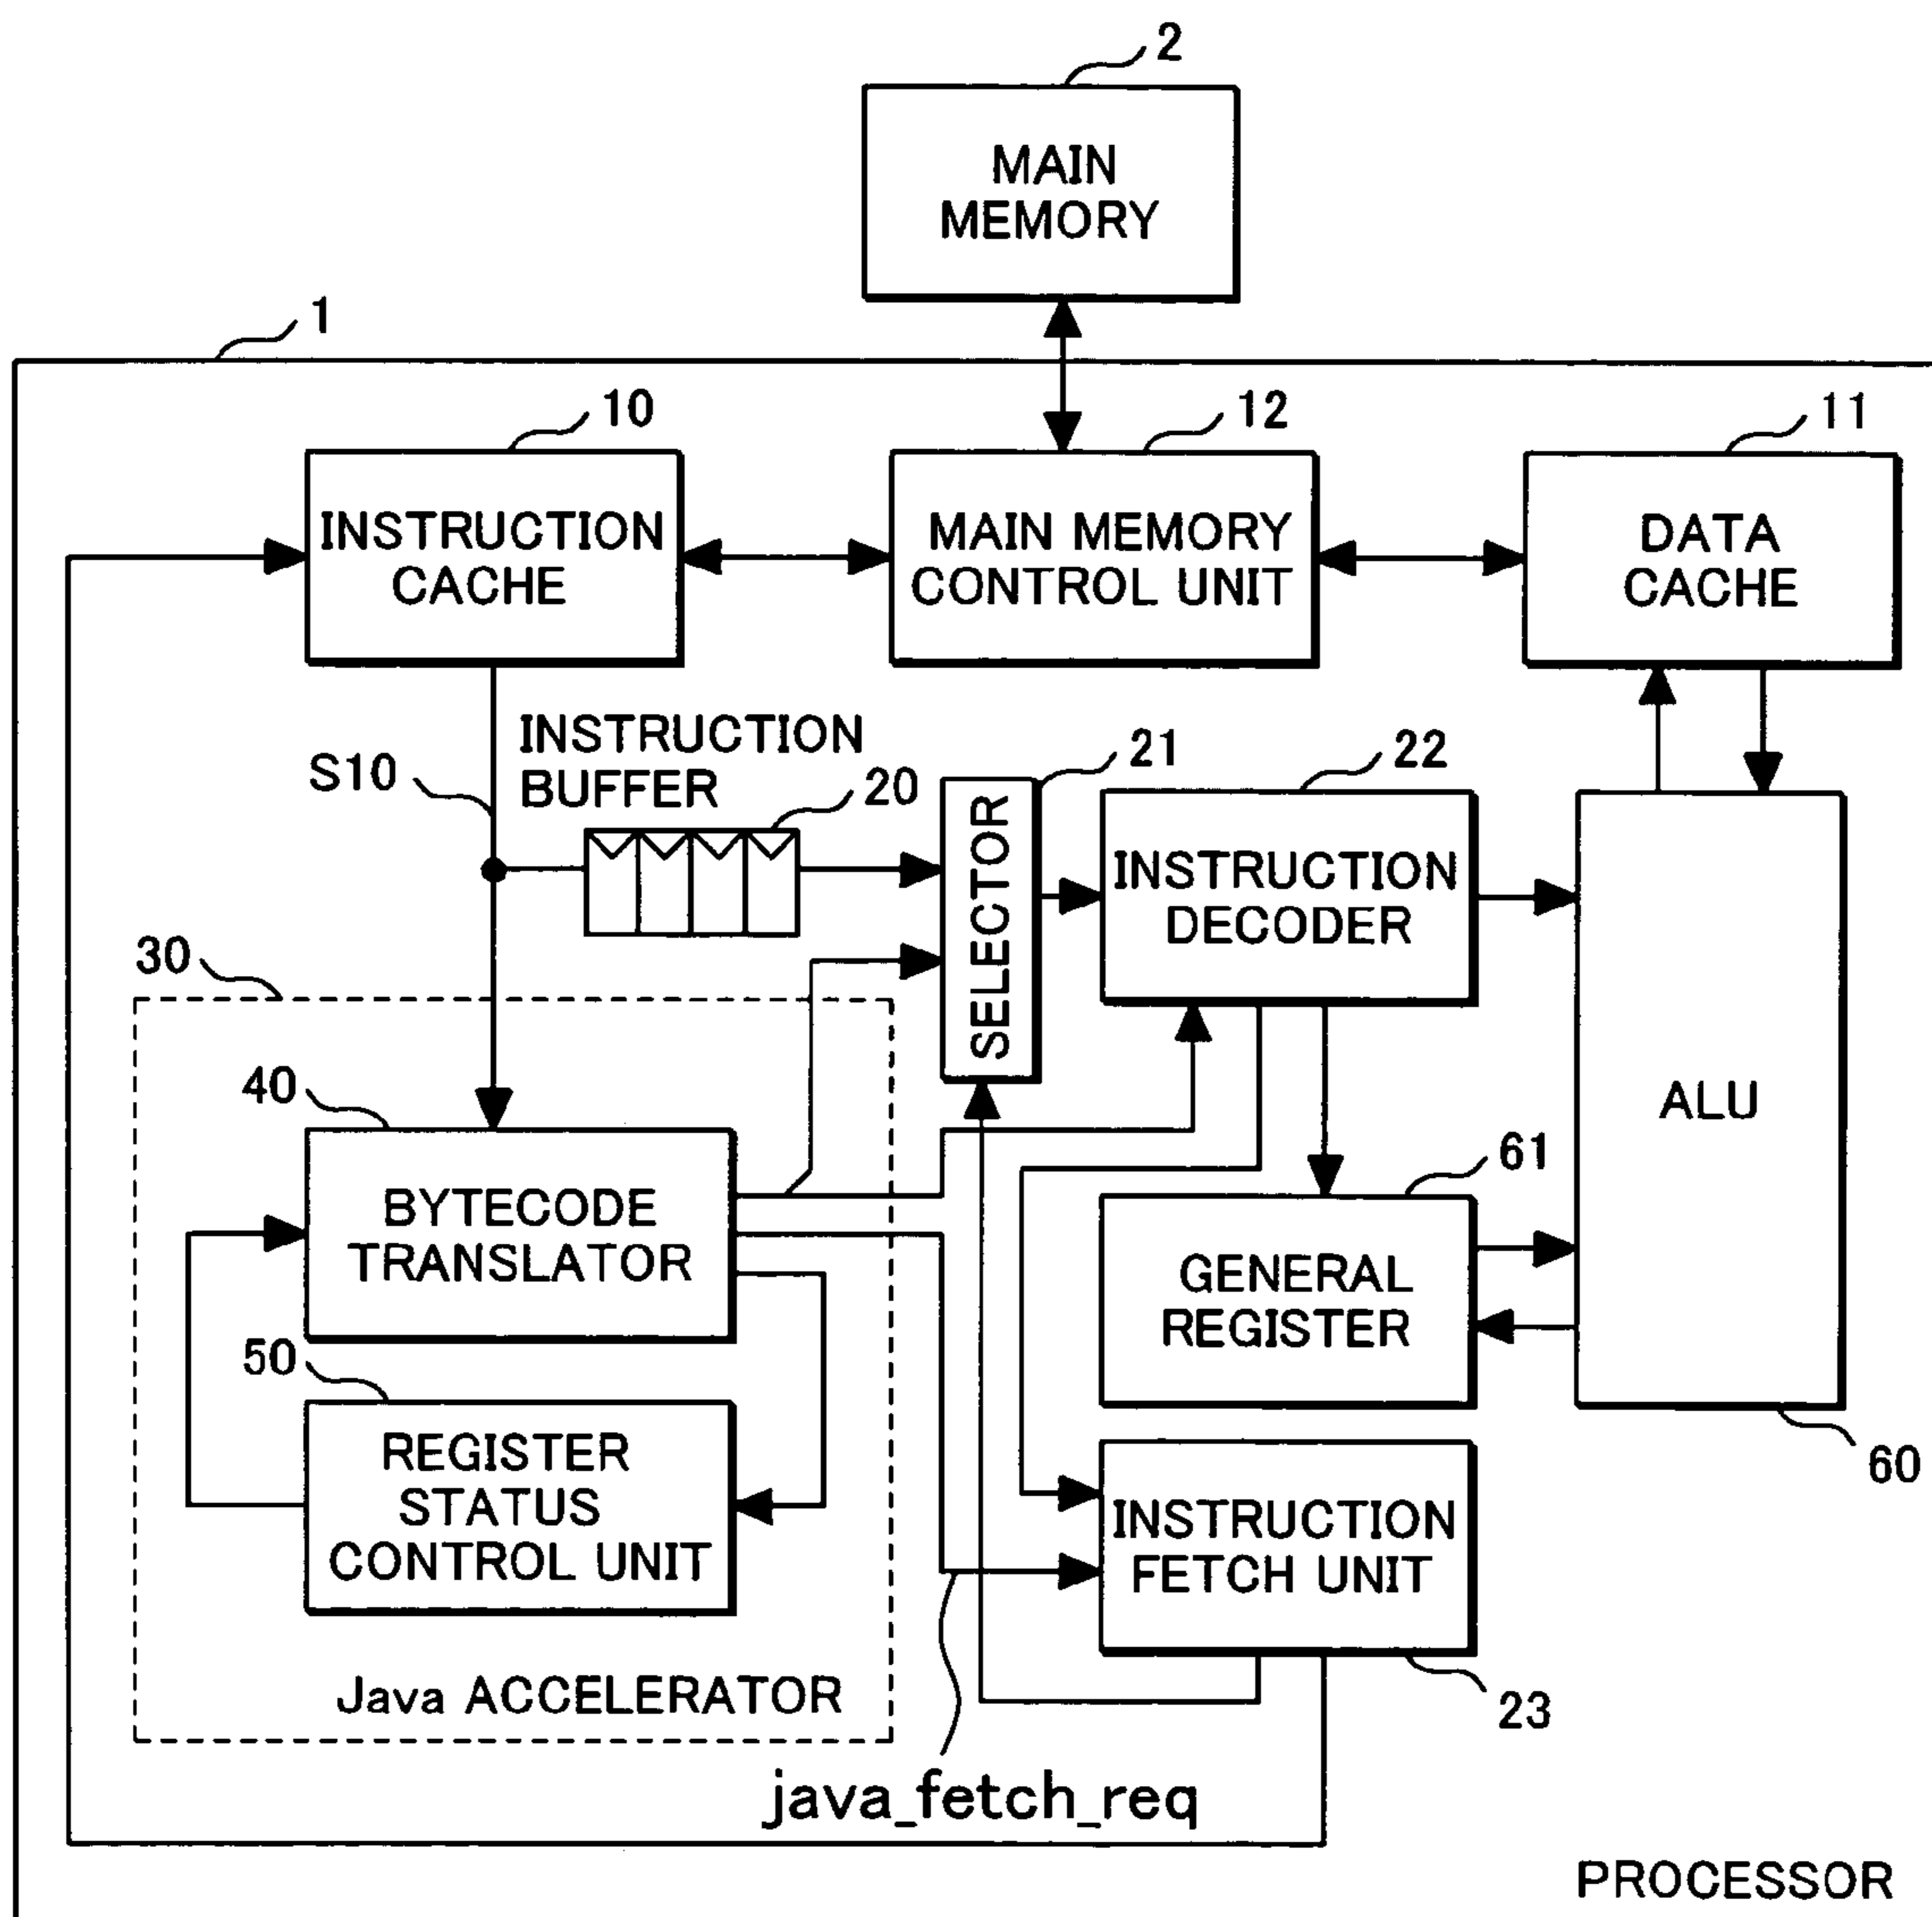 2
MAIN
MEMORY
1
10
12
11
INSTRUCTION
CACHE
MAIN MEMORY
CONTROL UNIT
DATA
CACHE
S10
INSTRUCTION
BUFFER
20
21
22
SELECTOR
INSTRUCTION
DECODER
30
40
ALU
61
BYTECODE
TRANSLATOR
GENERAL
REGISTER
50
60
REGISTER
STATUS
CONTROL UNIT
INSTRUCTION
FETCH UNIT
Java ACCELERATOR
23
java_fetch_req
PROCESSOR